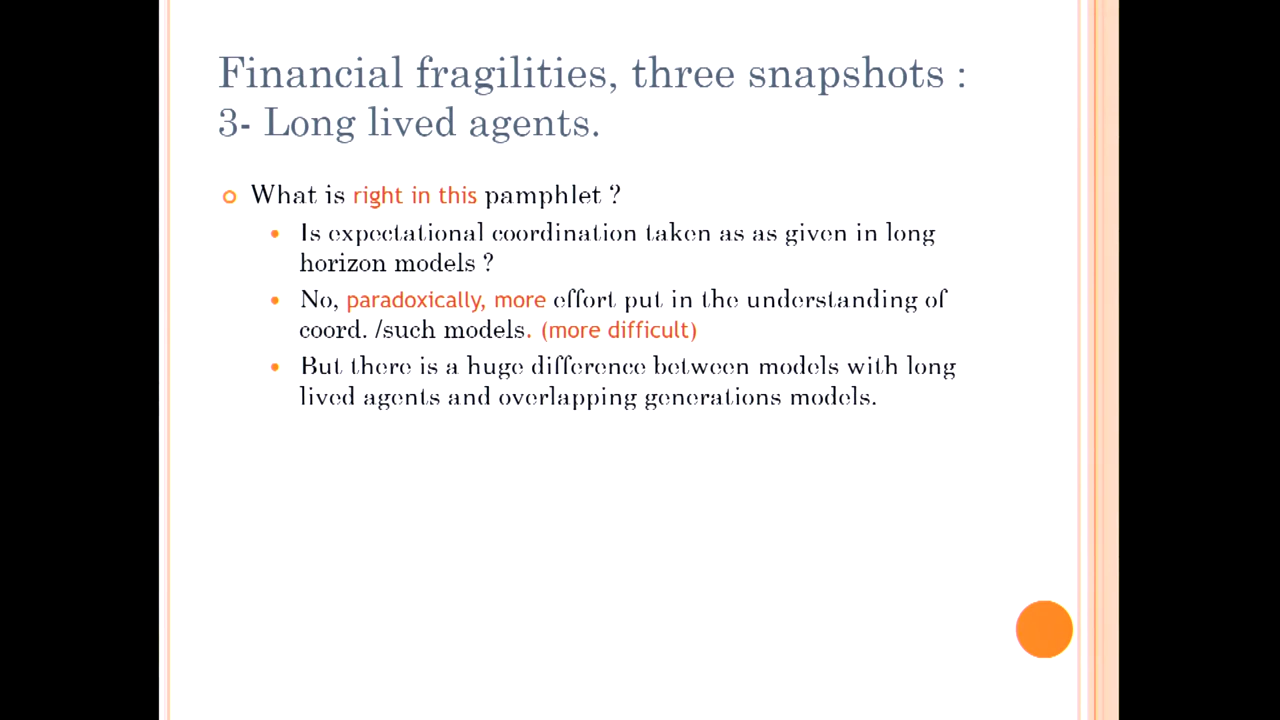 Financial fragilities, three snapshots :
3- Long lived agents.
What is right in this pamphlet ?
Is expectational coordination taken as as given in long
horizon models ?
No, paradoxically, more effort put in the understanding of
coord. /such models. (more difficult)
But there is a huge difference between models with long
lived agents and overlapping generations models.